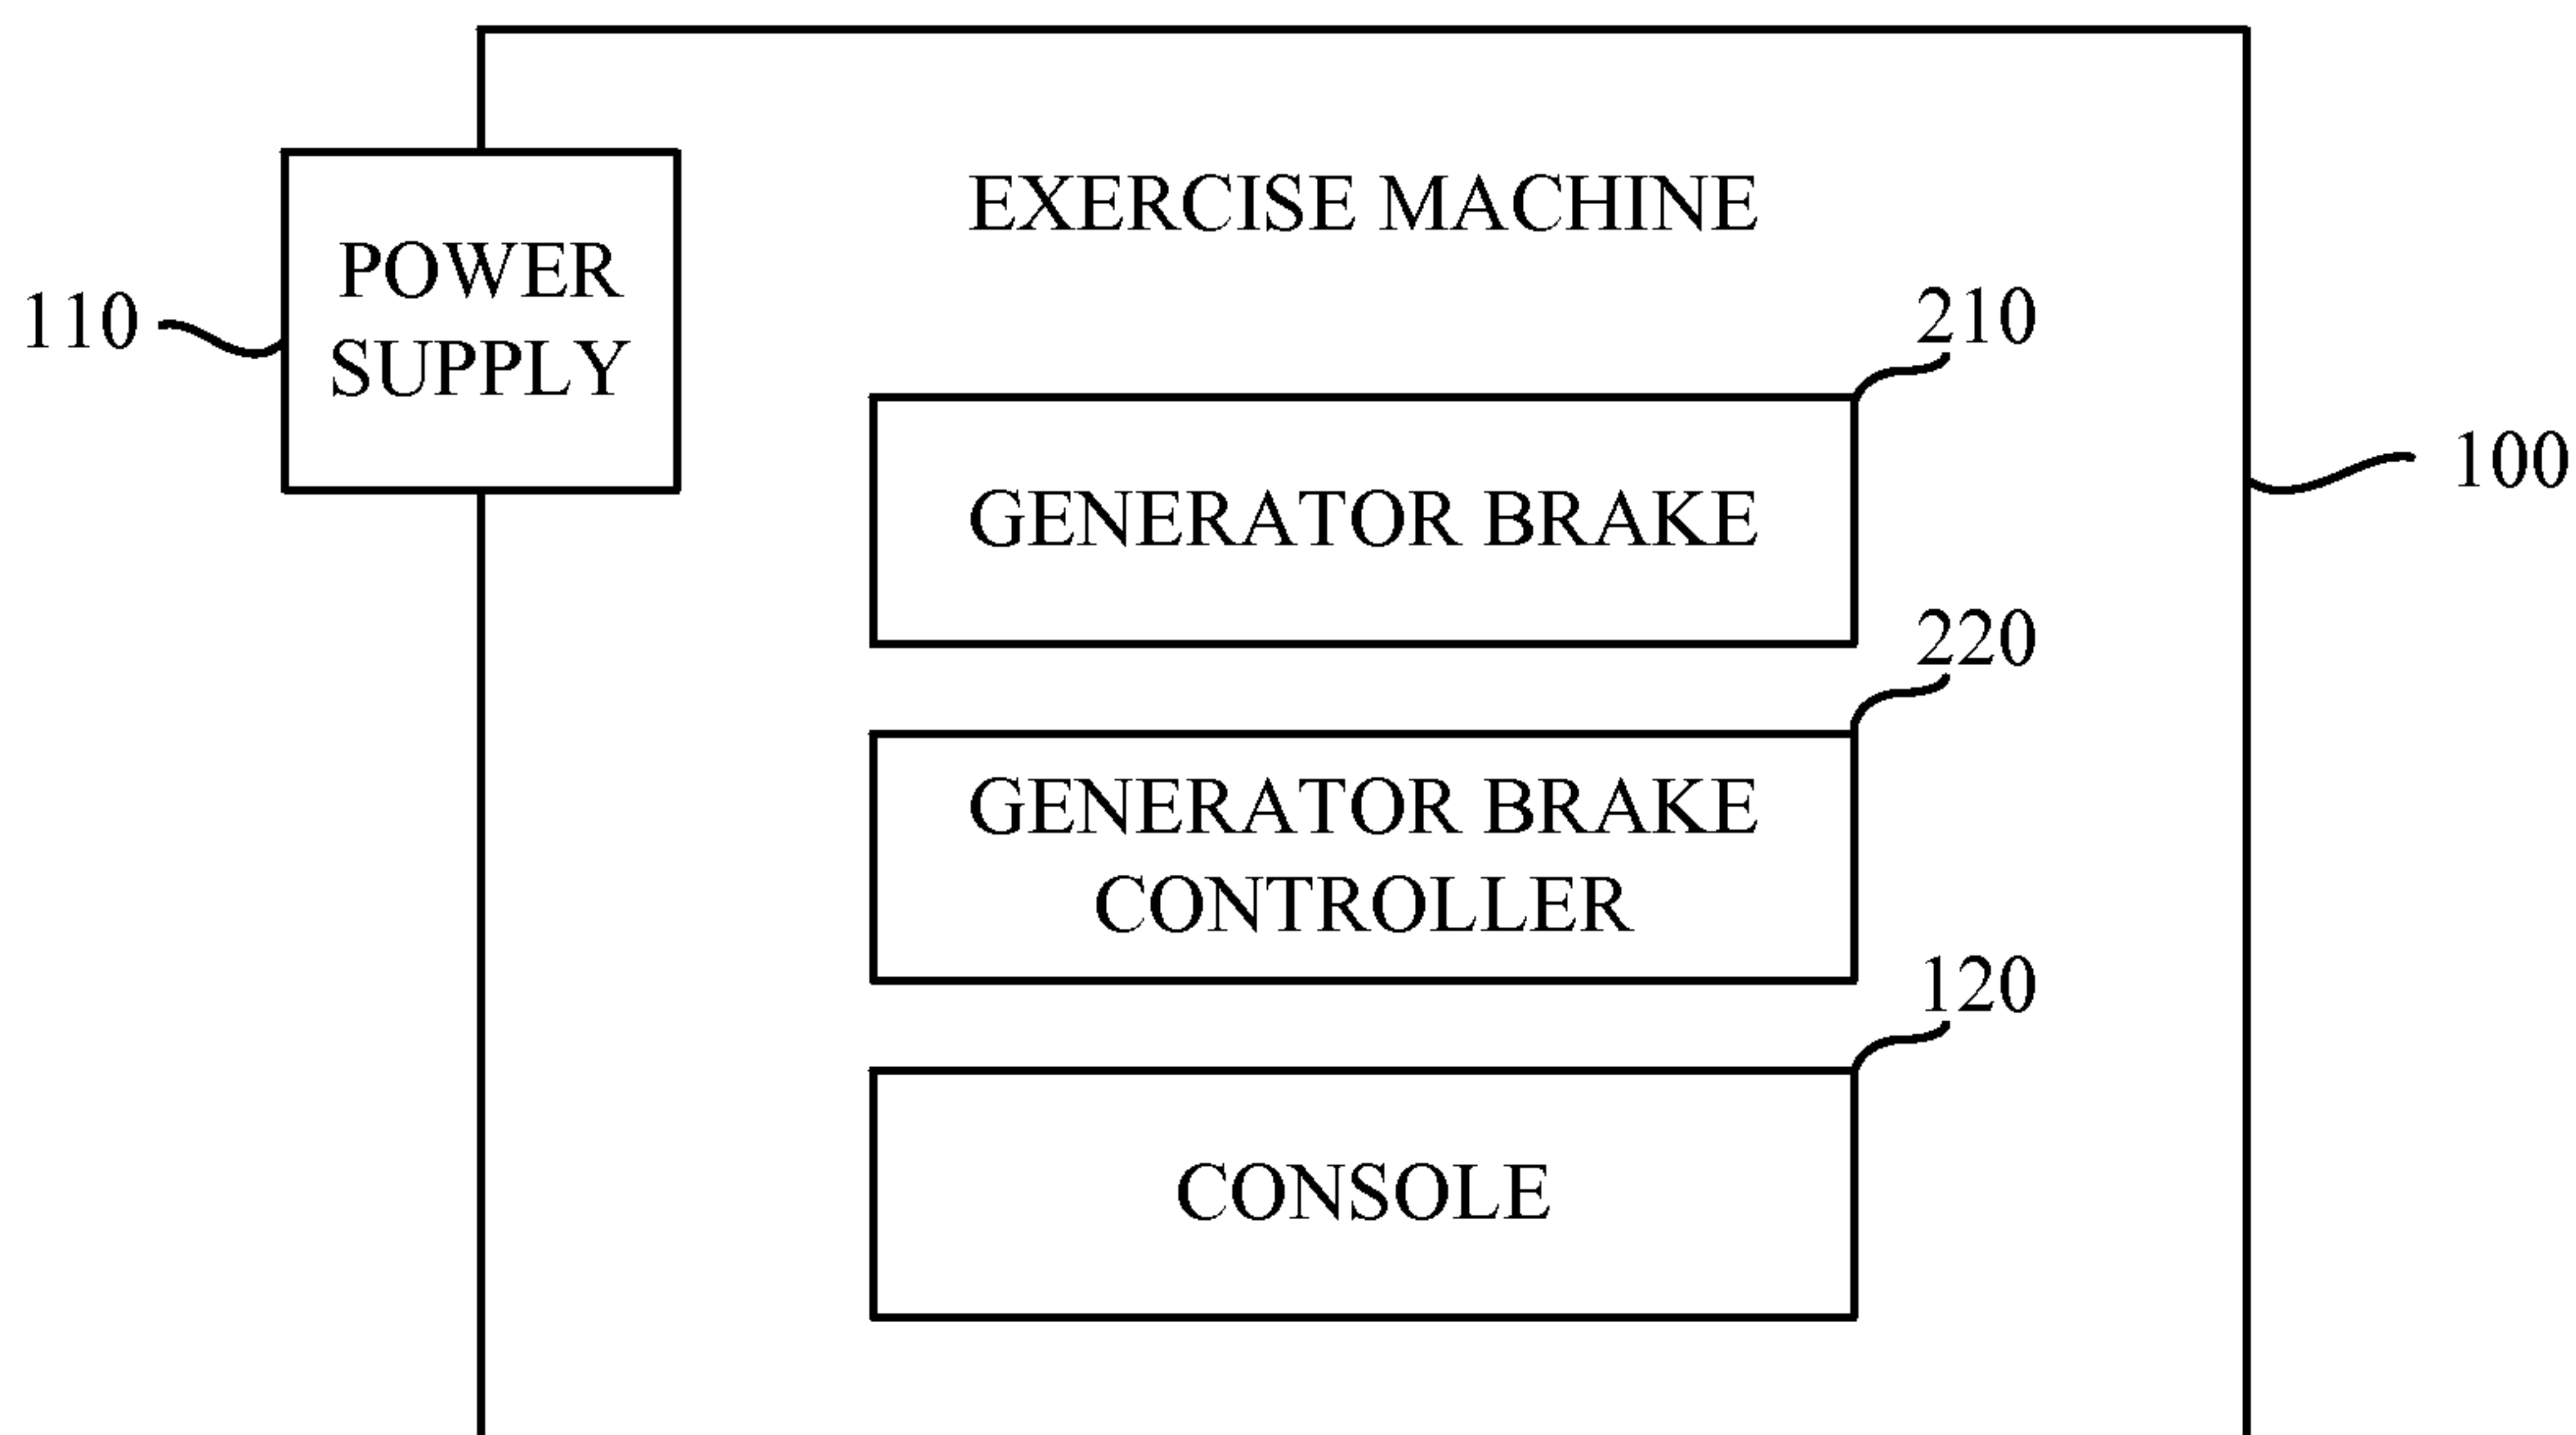 EXERCISE MACHINE
POWER
SUPPLY
110
210
GENERATOR BRAKE
100
220
GENERATOR BRAKE
CONTROLLER
120
CONSOLE